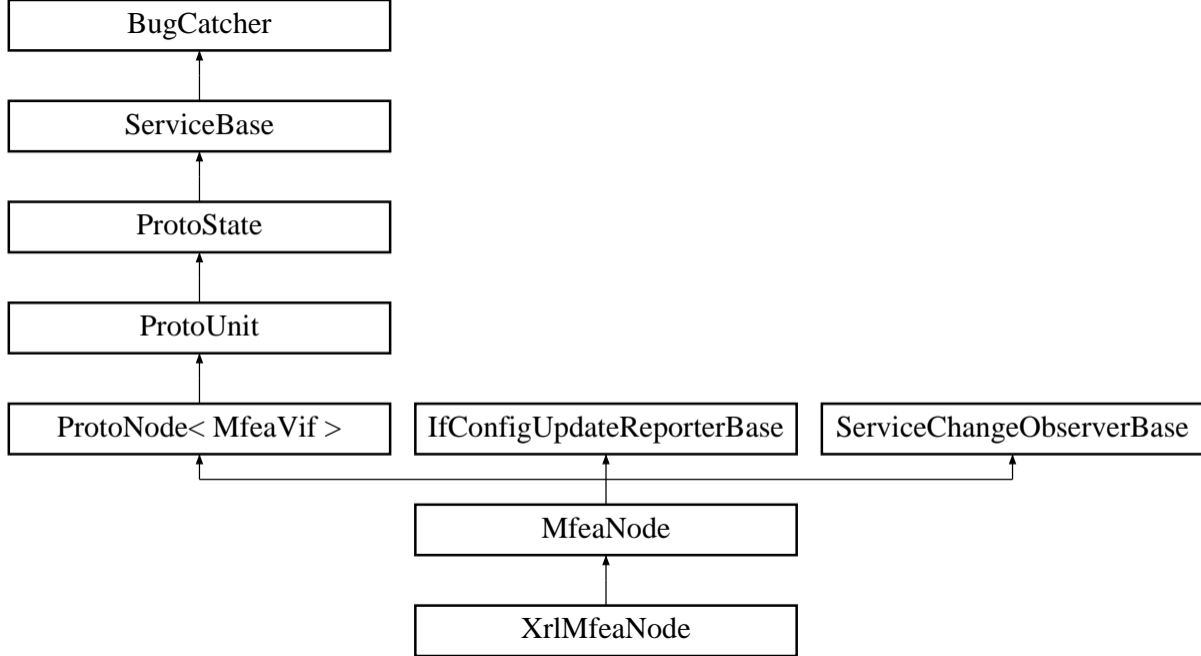 BugCatcher
ServiceBase
ProtoState
ProtoUnit
ProtoNode< MfeaVif >
IfConfigUpdateReporterBase
ServiceChangeObserverBase
MfeaNode
XrlMfeaNode